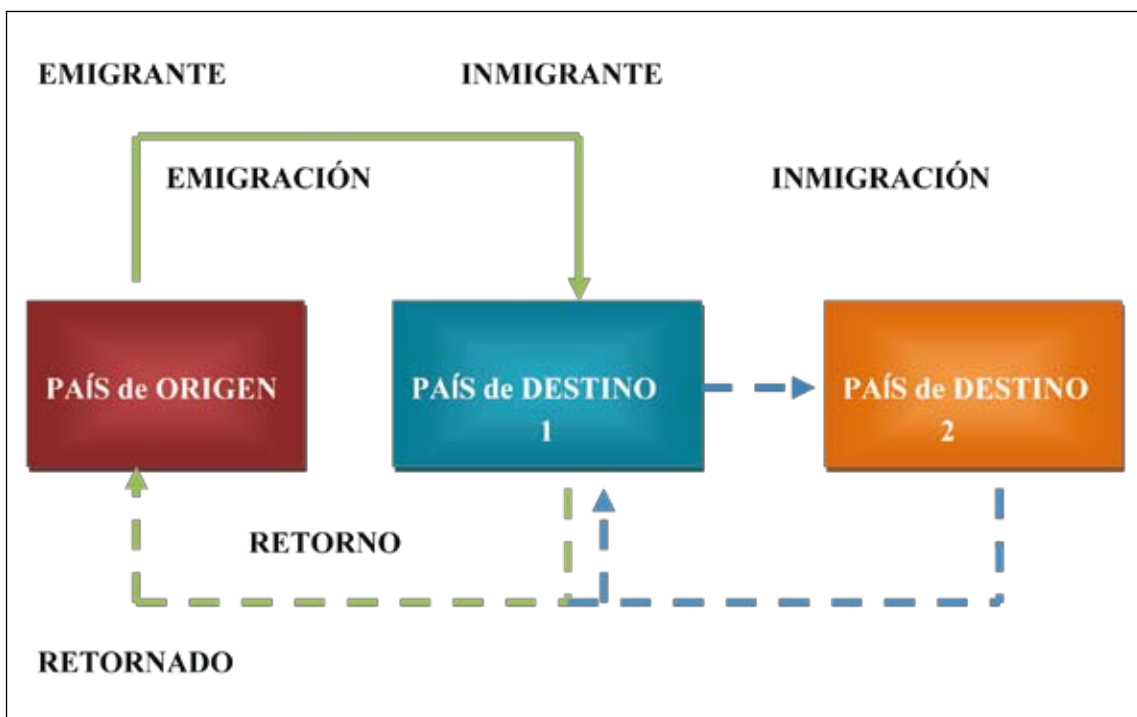 EMIGRANTE
INMIGRANTE
EMIGRACIÓN
INMIGRACIÓN
PAÍS de ORIGEN
PAÍS de DESTINO
1
PAÍS de DESTINO
2
RETORNO
RETORNADO